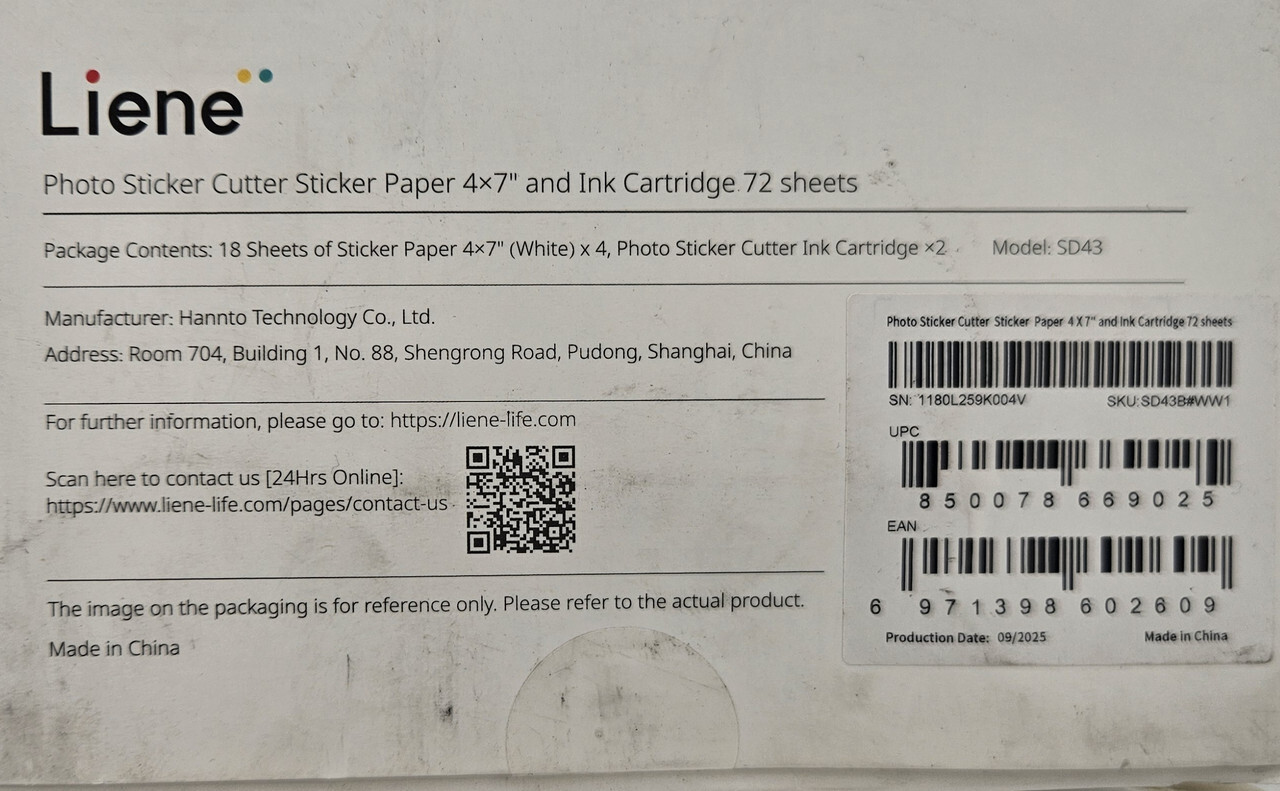 Liene
Photo Sticker Cutter Sticker Paper 4×7" and Ink Cartridge 72 sheets
Package Contents: 18 Sheets of Sticker Paper 4×7" (White) x 4, Photo Sticker Cutter Ink Cartridge ×2
Model: SD43
Manufacturer: Hannto Technology Co., Ltd.
Address: Room 704, Building 1, No. 88, Shengrong Road, Pudong, Shanghai, China
For further information, please go to: https://liene-life.com
Scan here to contact us [24Hrs Online]:
https://www.liene-life.com/pages/contact-us
The image on the packaging is for reference only. Please refer to the actual product.
Made in China
Photo Sticker Cutter Sticker Paper 4 X 7" and Ink Cartridge 72 sheets
SN: 1180L259K004V
SKU:SD43B#WW1
UPC
850078 669025
EAN
6 971398 602609
Production Date: 09/2025
Made in China